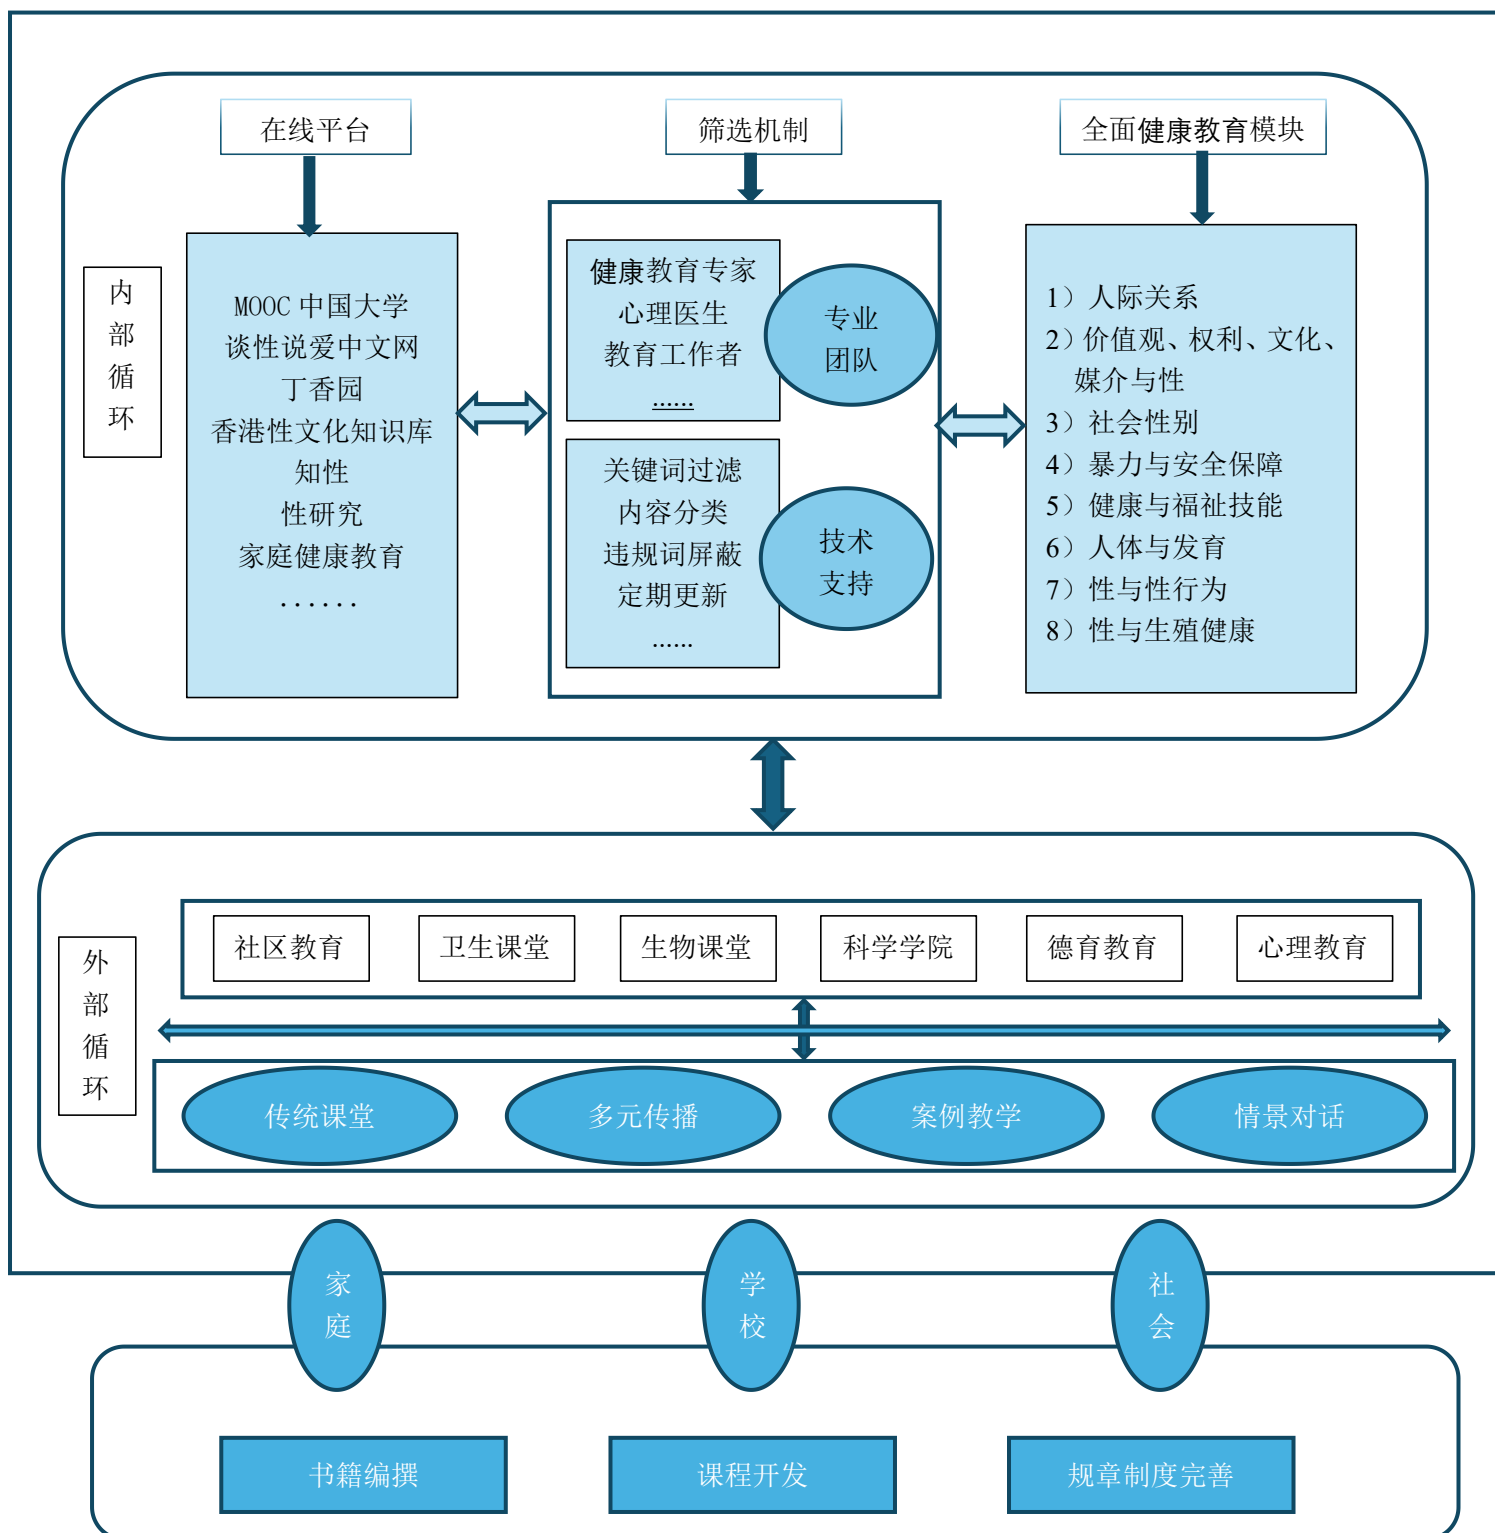 在线平台
筛选机制
全面健康教育模块
内
部
循
环
MOOC 中国大学
谈性说爱中文网
丁香园
香港性文化知识库
知性
性研究
家庭健康教育
......
健康教育专家
心理医生
教育工作者
......
专业
团队
关键词过滤
内容分类
违规词屏蔽
定期更新
......
技术
支持
1）人际关系
2）价值观、权利、文化、
媒介与性
3）社会性别
4）暴力与安全保障
5）健康与福祉技能
6）人体与发育
7）性与性行为
8）性与生殖健康
外
部
循
环
社区教育
卫生课堂
生物课堂
科学学院
德育教育
心理教育
传统课堂
多元传播
案例教学
情景对话
家
庭
学
校
社
会
书籍编撰
课程开发
规章制度完善